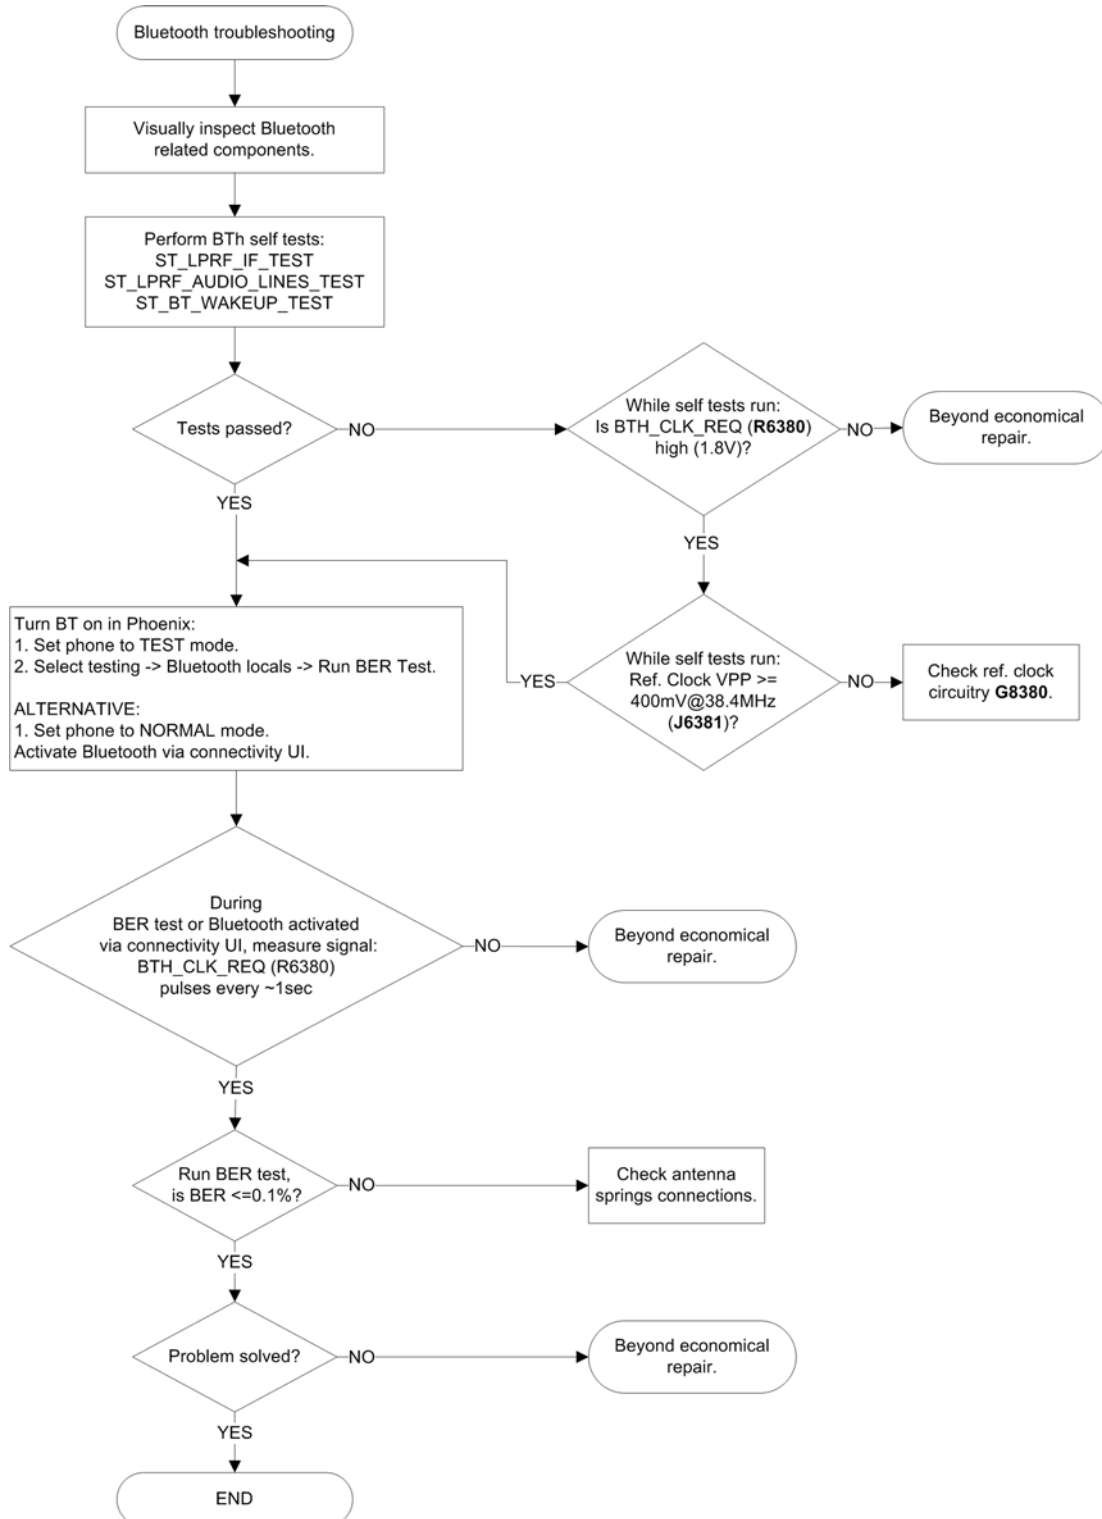 Bluetooth troubleshooting
Visually inspect Bluetooth
related components.
Perform BTh self tests:
ST_LPRF_IF_TEST
ST_LPRF_AUDIO_LINES_TEST
ST_BT_WAKEUP_TEST
Tests passed?
NO
While self tests run:
Is BTH_CLK_REQ (R6380)
high (1.8V)?
NO
Beyond economical
repair.
YES
YES
Turn BT on in Phoenix:
1. Set phone to TEST mode.
2. Select testing -> Bluetooth locals -> Run BER Test.
ALTERNATIVE:
1. Set phone to NORMAL mode.
Activate Bluetooth via connectivity UI.
YES
While self tests run:
Ref. Clock VPP >=
400mV@38.4MHz
(J6381)?
NO
Check ref. clock
circuitry G8380.
During
BER test or Bluetooth activated
via connectivity UI, measure signal:
BTH_CLK_REQ (R6380)
pulses every ~1sec
NO
Beyond economical
repair.
YES
Run BER test,
is BER <=0.1%?
NO
Check antenna
springs connections.
YES
Problem solved?
NO
Beyond economical
repair.
YES
END